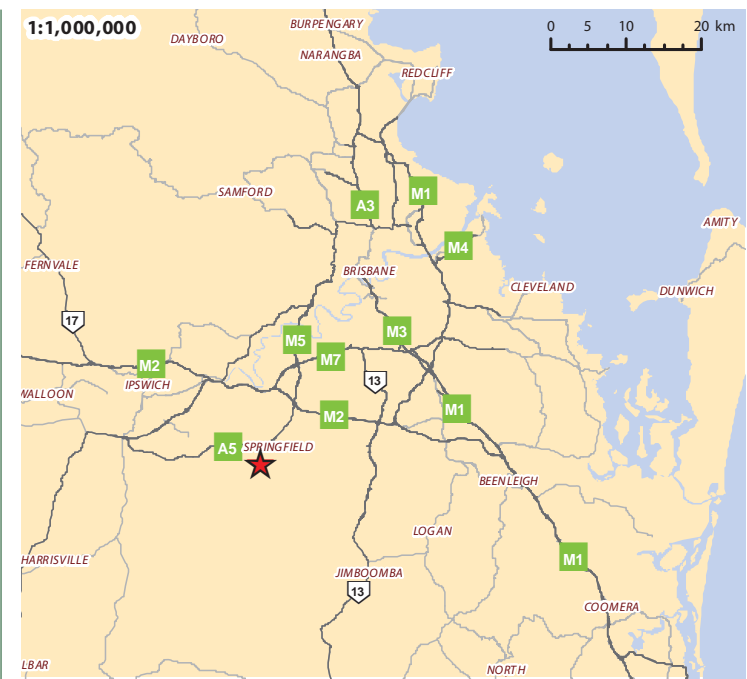 1:1,000,000
BURPENGARY
0 5 10 20 km
DAYBORO
NARANGBA
REDCLIFF
SAMFORD
M1
A3
AMITY
M4
FERNVALE
BRISBANE
CLEVELAND
DUNWICH
17
M5
M3
M7
M2
IPSWICH
13
WALLOON
M2
M1
A5
SPRINGFIELD
BEENLEIGH
LOGAN
HARRISVILLE
M1
JIMBOOMBA
13
COOMERA
LBAR
NORTH